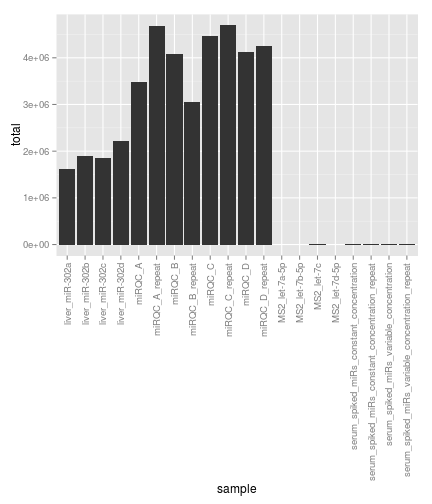 4e+06
3e+06
2e+06
1e+06
0e+00
total
liver_miR-302a
liver_miR-302b
liver_miR-302c
liver_miR-302d
miRQC_A
miRQC_A_repeat
miRQC_B
miRQC_B_repeat
miRQC_C
miRQC_C_repeat
miRQC_D
miRQC_D_repeat
MS2_let-7a-5p
MS2_let-7b-5p
MS2_let-7c
MS2_let-7d-5p
serum_spiked_miRs_constant_concentration
serum_spiked_miRs_constant_concentration_repeat
serum_spiked_miRs_variable_concentration
serum_spiked_miRs_variable_concentration_repeat
sample